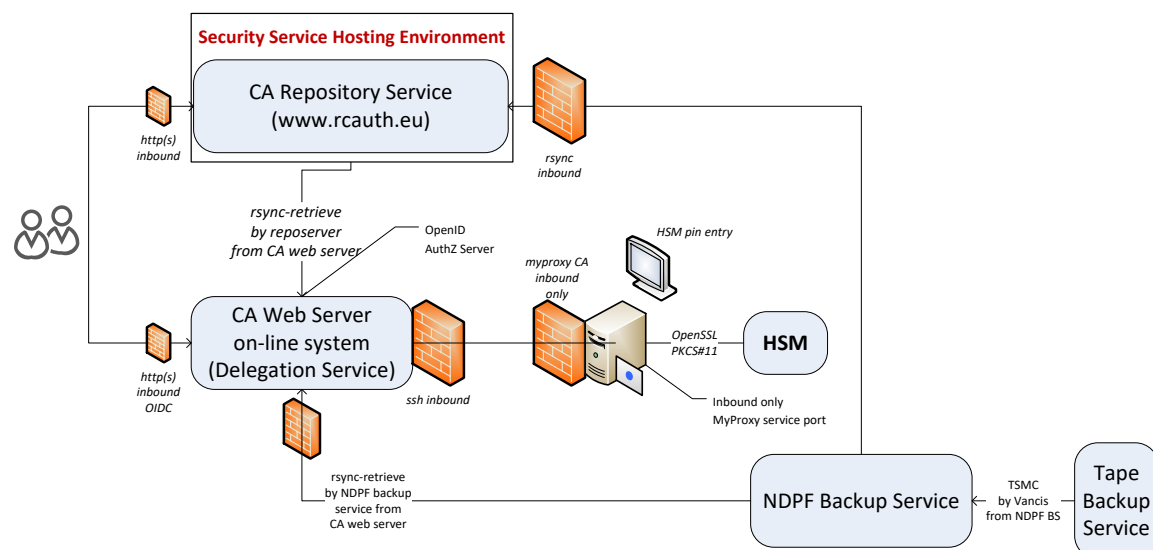 Security Service Hosting Environment
CA Repository Service
(www.rcauth.eu)
http(s)
inbound
rsync
inbound
rsync-retrieve
by reposerver
from CA web server
OpenID
AuthZ Server
HSM pin entry
myproxy CA
inbound
only
CA Web Server
on-line system
(Delegation Service)
http(s)
inbound
OIDC
ssh inbound
OpenSSL
PKCS#11
HSM
Inbound only
MyProxy service port
rsync-retrieve
by NDPF backup
service from
CA web server
NDPF Backup Service
TSMC
by Vancis
from NDPF BS
Tape
Backup
Service